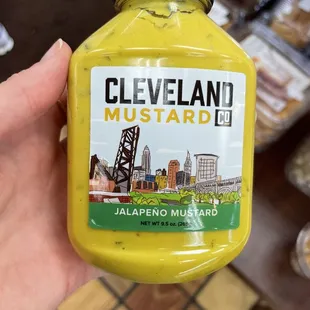 CLEVELAND
MUSTARD CO
JALAPEÑO MUSTARD
NET WT 9.5 oz.